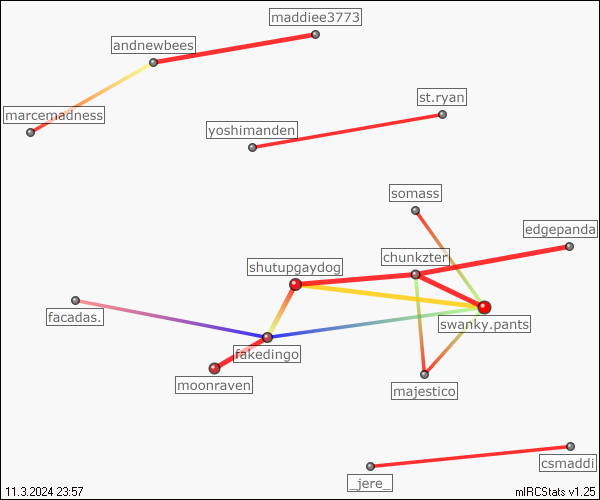 maddiee3773
andnewbees
st.ryan
marcemadness
yoshimanden
somass
edgepanda
chunkzter
shutupgaydog
facadas.
swanky.pants
fakedingo
moonraven
majestico
csmaddi
_jere_
11.3.2024 23:57
mIRCStats v1.25